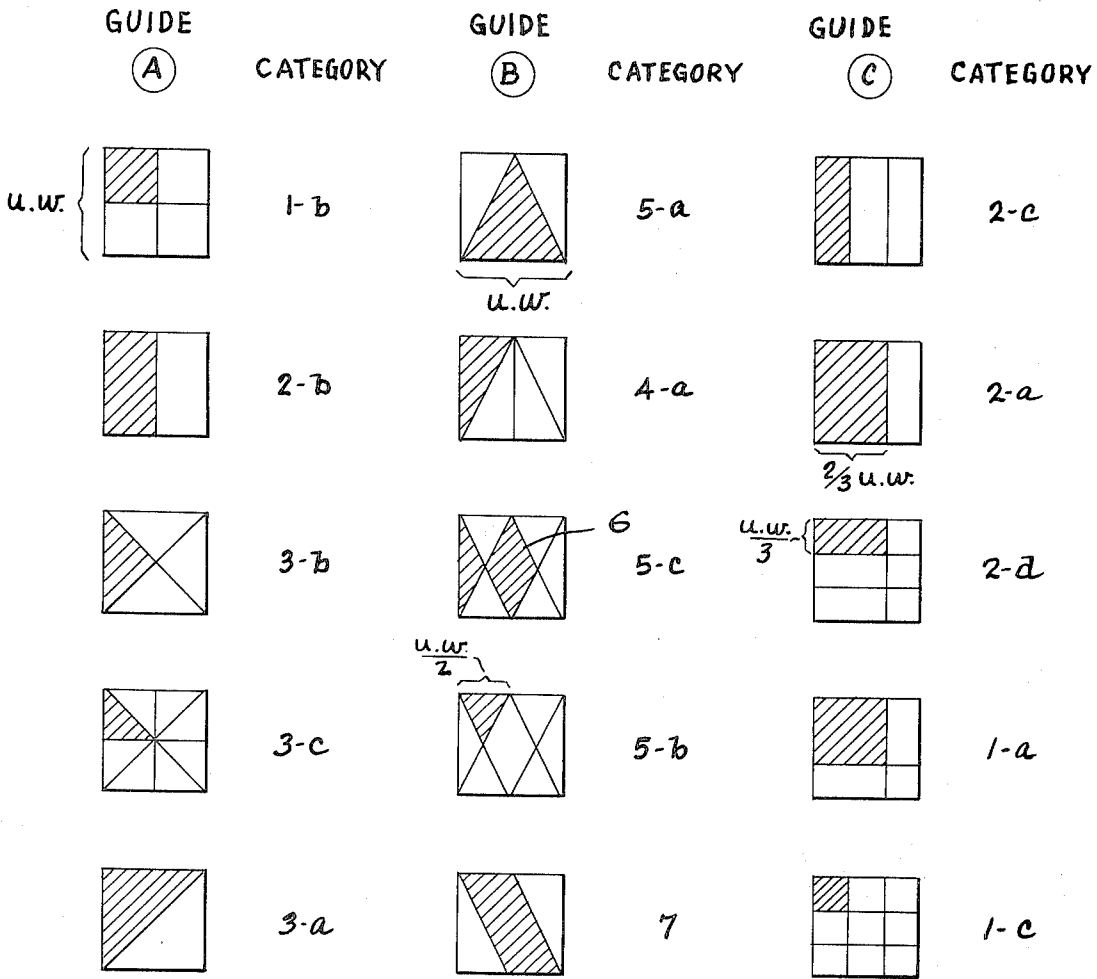 GUIDE GUIDE GUIDE
A CATEGORY B CATEGORY C CATEGORY
u.w. 1-b 5-a 2-c
u.w.
2-b 4-a 2-a
2/3 u.w.
3-b 6 5-c u.w./3 2-d
u.w./2
3-c 5-b 1-a
3-a 7 1-c